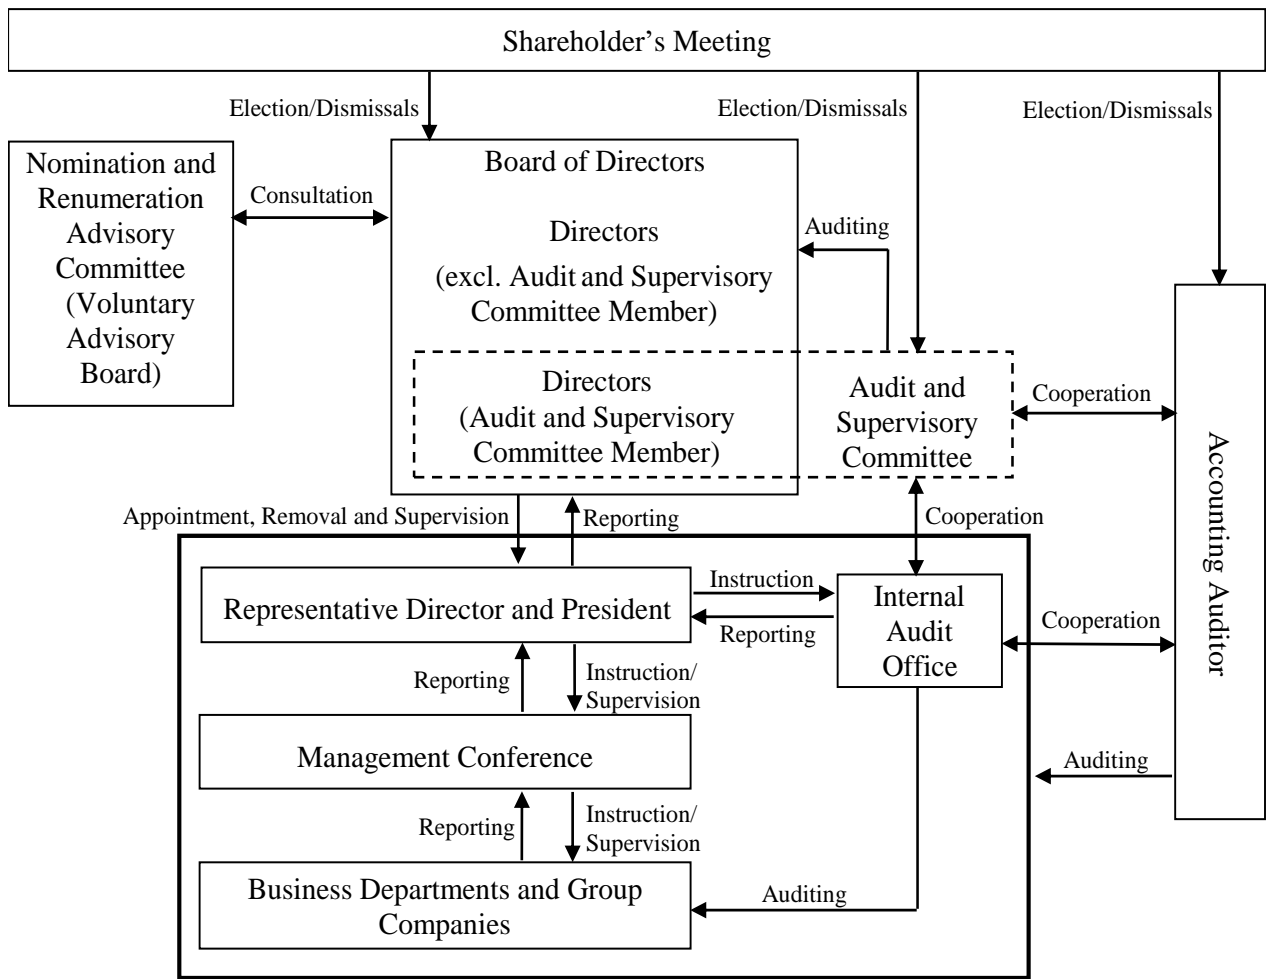 Shareholder's Meeting
Election/Dismissals
Election/Dismissals
Election/Dismissals
Nomination and
Renumeration
Advisory
Committee
(Voluntary
Advisory
Board)
Consultation
Board of Directors
Directors
(excl. Audit and Supervisory
Committee Member)
Auditing
Directors
(Audit and Supervisory
Committee Member)
Audit and
Supervisory
Committee
Cooperation
Accounting Auditor
Appointment, Removal and Supervision
Reporting
Cooperation
Representative Director and President
Instruction
Reporting
Internal
Audit
Office
Cooperation
Reporting
Instruction/
Supervision
Management Conference
Auditing
Reporting
Instruction/
Supervision
Business Departments and Group
Companies
Auditing